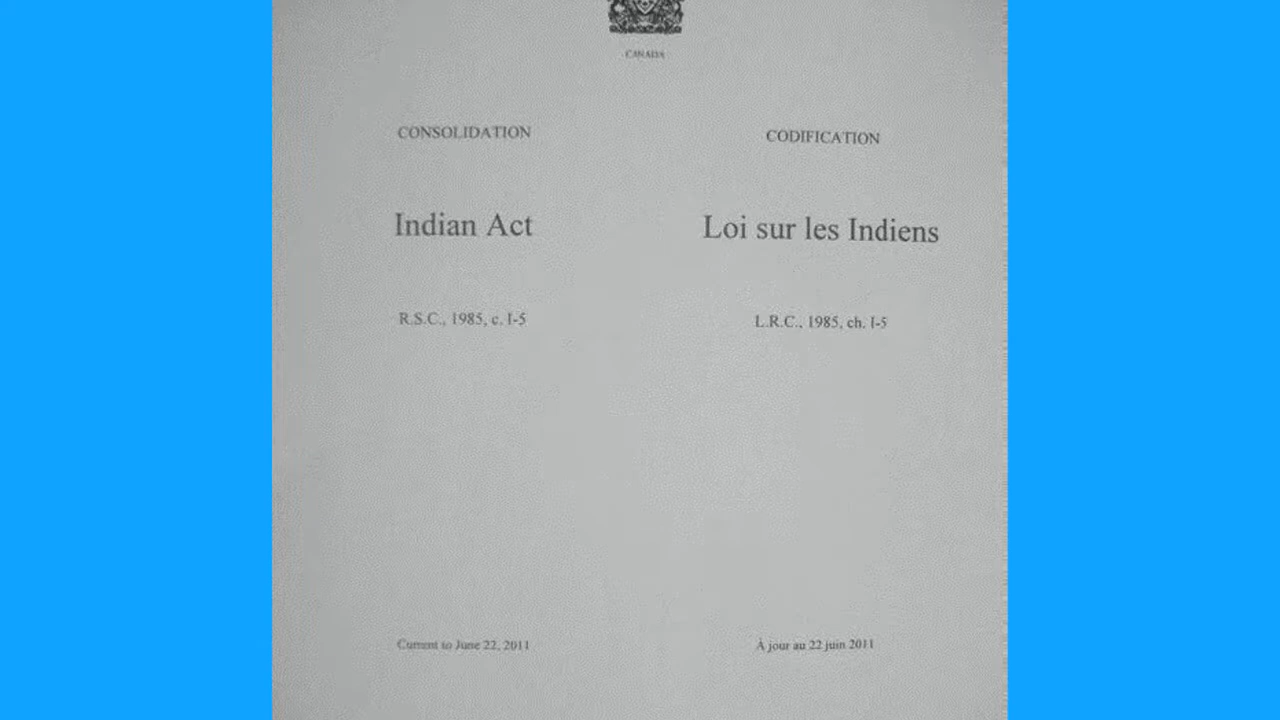 CANADA
CONSOLIDATION
Indian Act
R.S.C., 1985, c. I-5
Current to June 22, 2011
CODIFICATION
Loi sur les Indiens
L.R.C., 1985, ch. I-5
À jour au 22 juin 2011